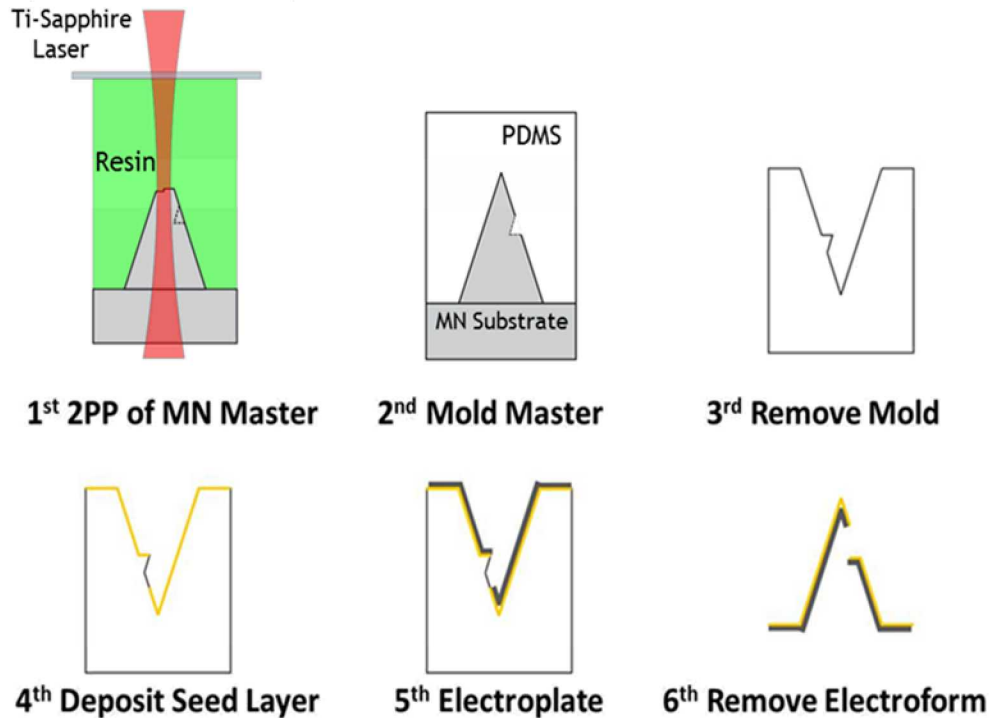 Ti-Sapphire
Laser
Resin
PDMS
MN Substrate
1st 2PP of MN Master
2nd Mold Master
3rd Remove Mold
4th Deposit Seed Layer
5th Electroplate
6th Remove Electroform